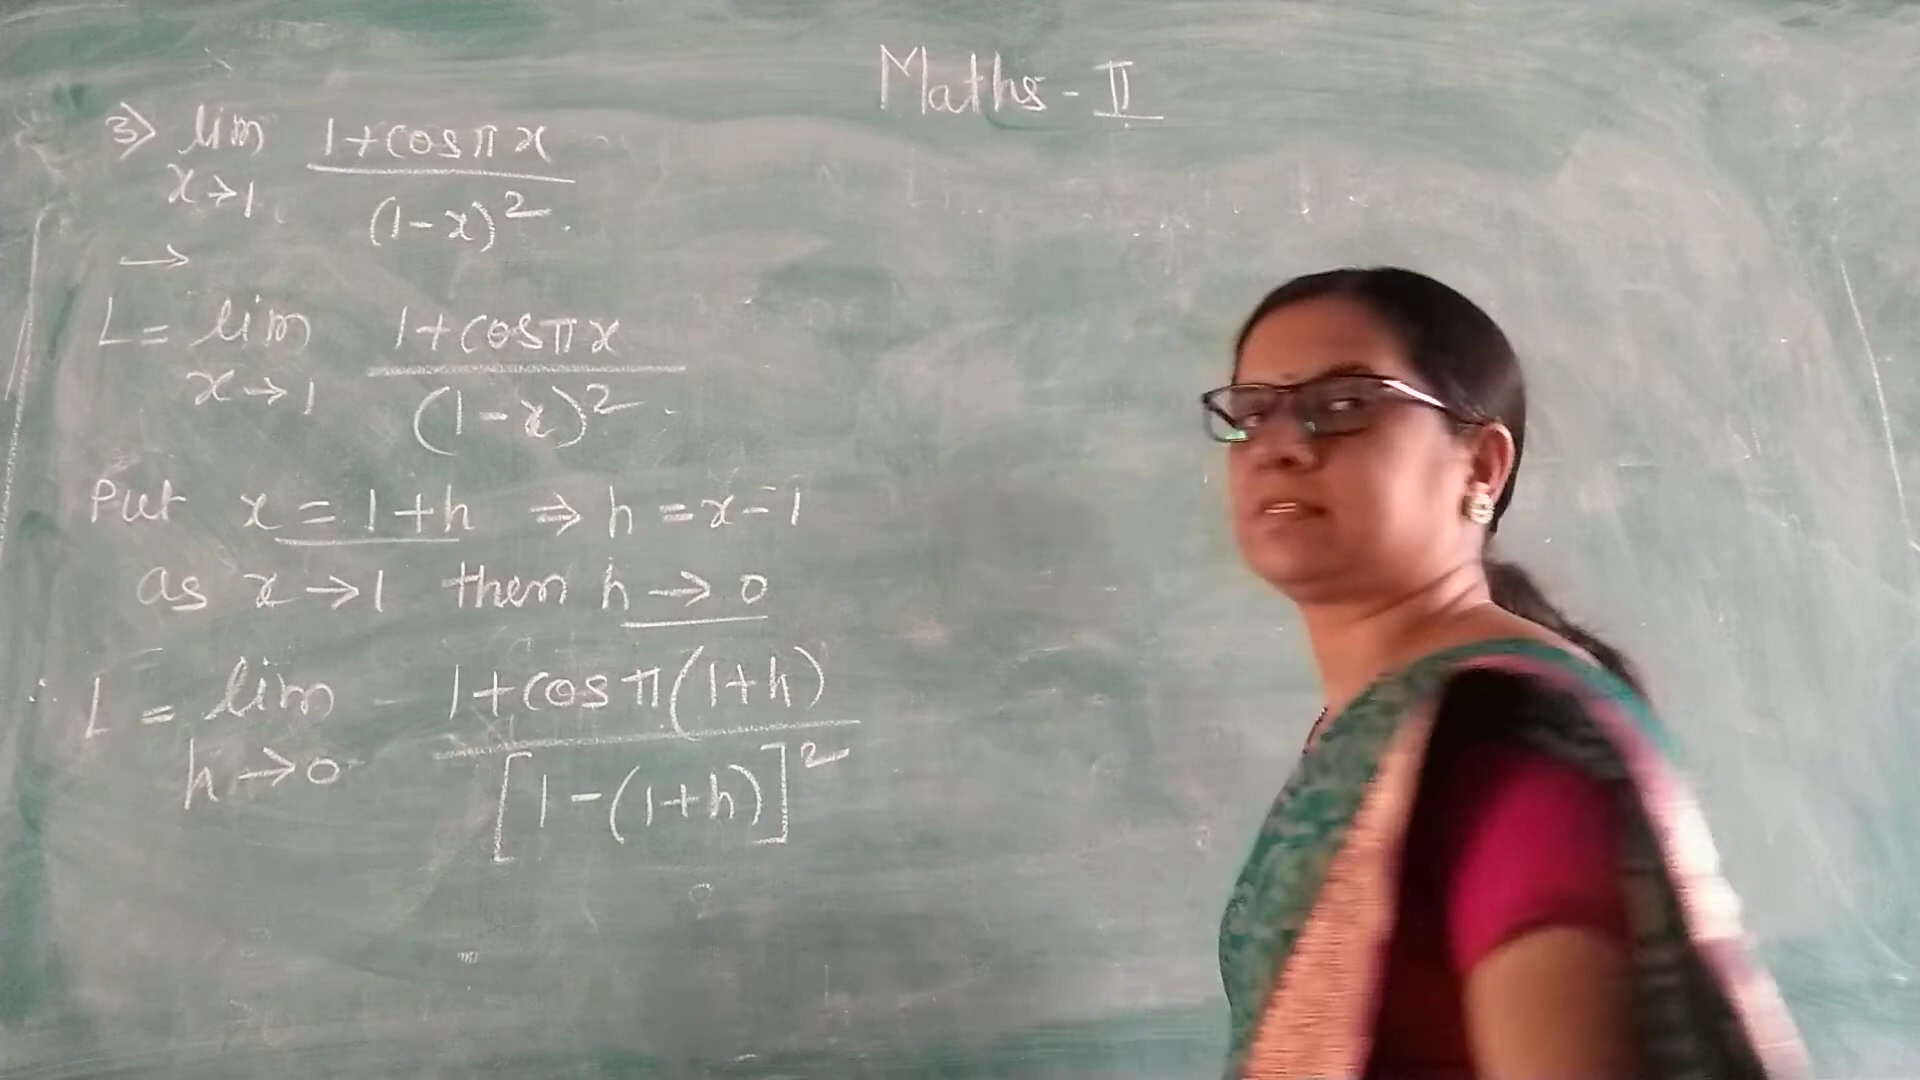 Maths - II
3) lim 1+cosπx
x→1 (1-x)² .
→
L = lim 1+cosπx
x→1 (1-x)² .
Put x = 1+h ⇒ h = x-1
as x→1 then h→0
∴ L = lim 1+cosπ(1+h)
h→0 [1-(1+h)]²